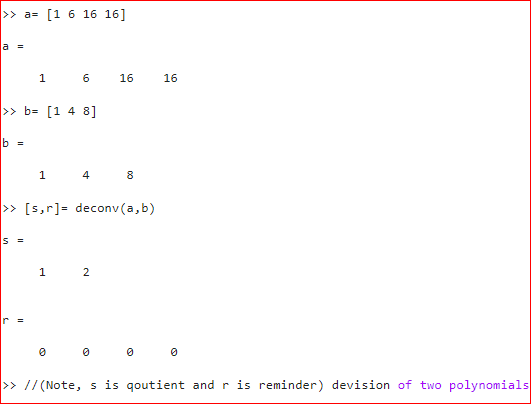 >> a= [1 6 16 16]
a =
1 6 16 16
>> b= [1 4 8]
b =
1 4 8
>> [s,r]= deconv(a,b)
s =
1 2
r =
0 0 0 0
>> //(Note, s is qoutient and r is reminder) devision of two polynomials